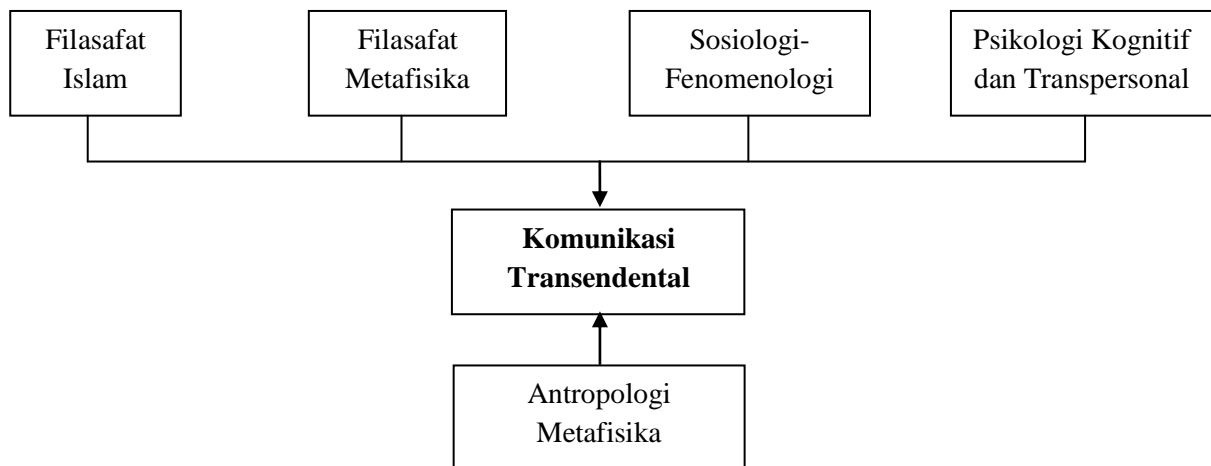 Filasafat
Islam
Filasafat
Metafisika
Sosiologi-
Fenomenologi
Psikologi Kognitif
dan Transpersonal
Komunikasi
Transendental
Antropologi
Metafisika